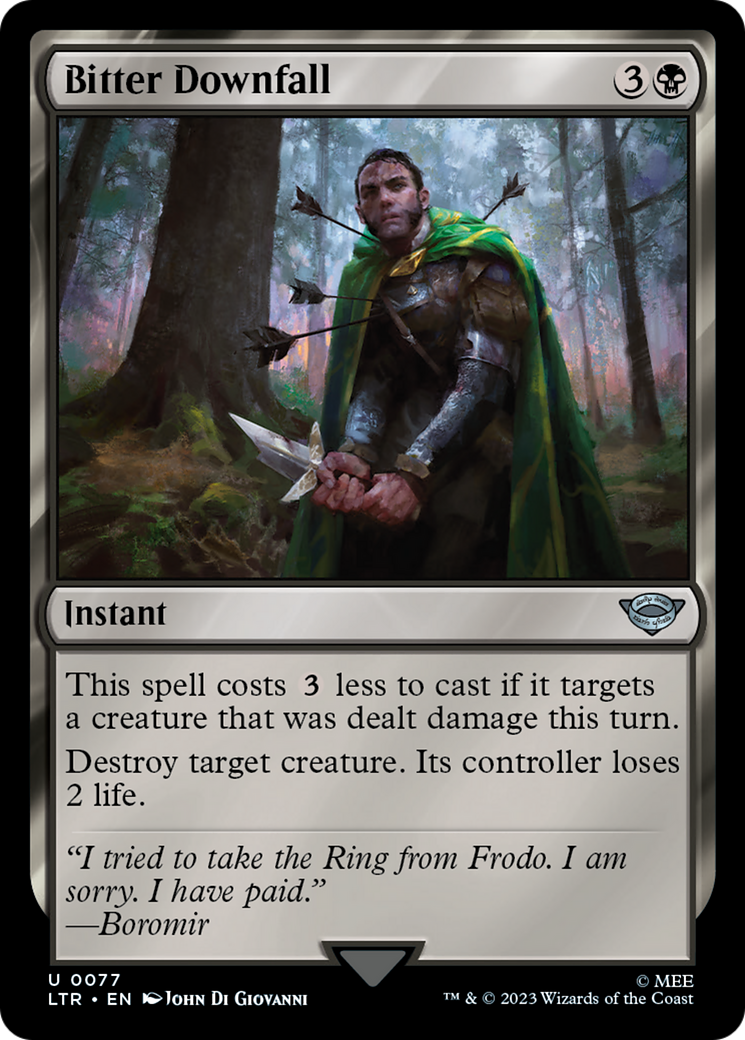 Bitter Downfall 3
Instant
This spell costs 3 less to cast if it targets
a creature that was dealt damage this turn.
Destroy target creature. Its controller loses
2 life.
“I tried to take the Ring from Frodo. I am
sorry. I have paid.”
—Boromir
U 0077
LTR • EN John Di Giovanni
© MEE
™ & © 2023 Wizards of the Coast